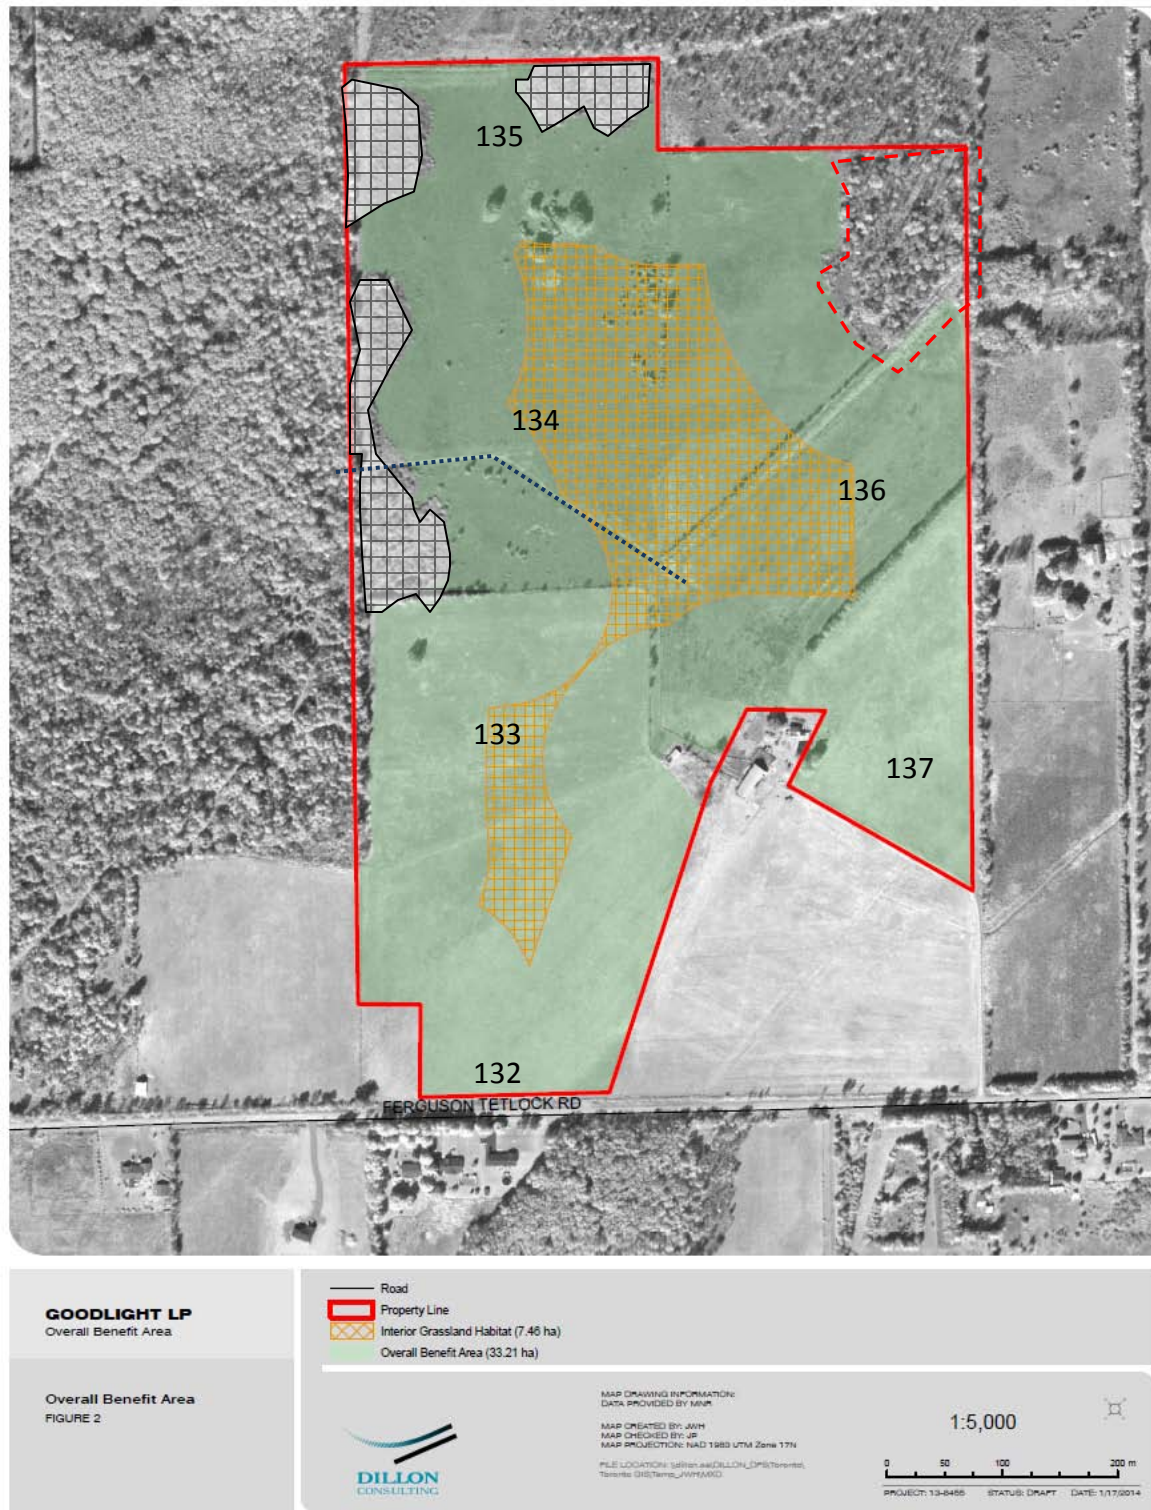 135
134
136
133
137
132
FERGUSON TETLOCK RD
GOODLIGHT LP
Overall Benefit Area
Overall Benefit Area
FIGURE 2
Road
Property Line
Interior Grassland Habitat (7.46 ha)
Overall Benefit Area (33.21 ha)
DILLON
CONSULTING
MAP DRAWING INFORMATION:
DATA PROVIDED BY MNR
MAP CREATED BY: JWH
MAP CHECKED BY: JP
MAP PROJECTION: NAD 1983 UTM Zone 17N
FILE LOCATION:
1:5,000
0 50 100 200 m
PROJECT: 13-8465 STATUS: DRAFT DATE: 1/17/2014